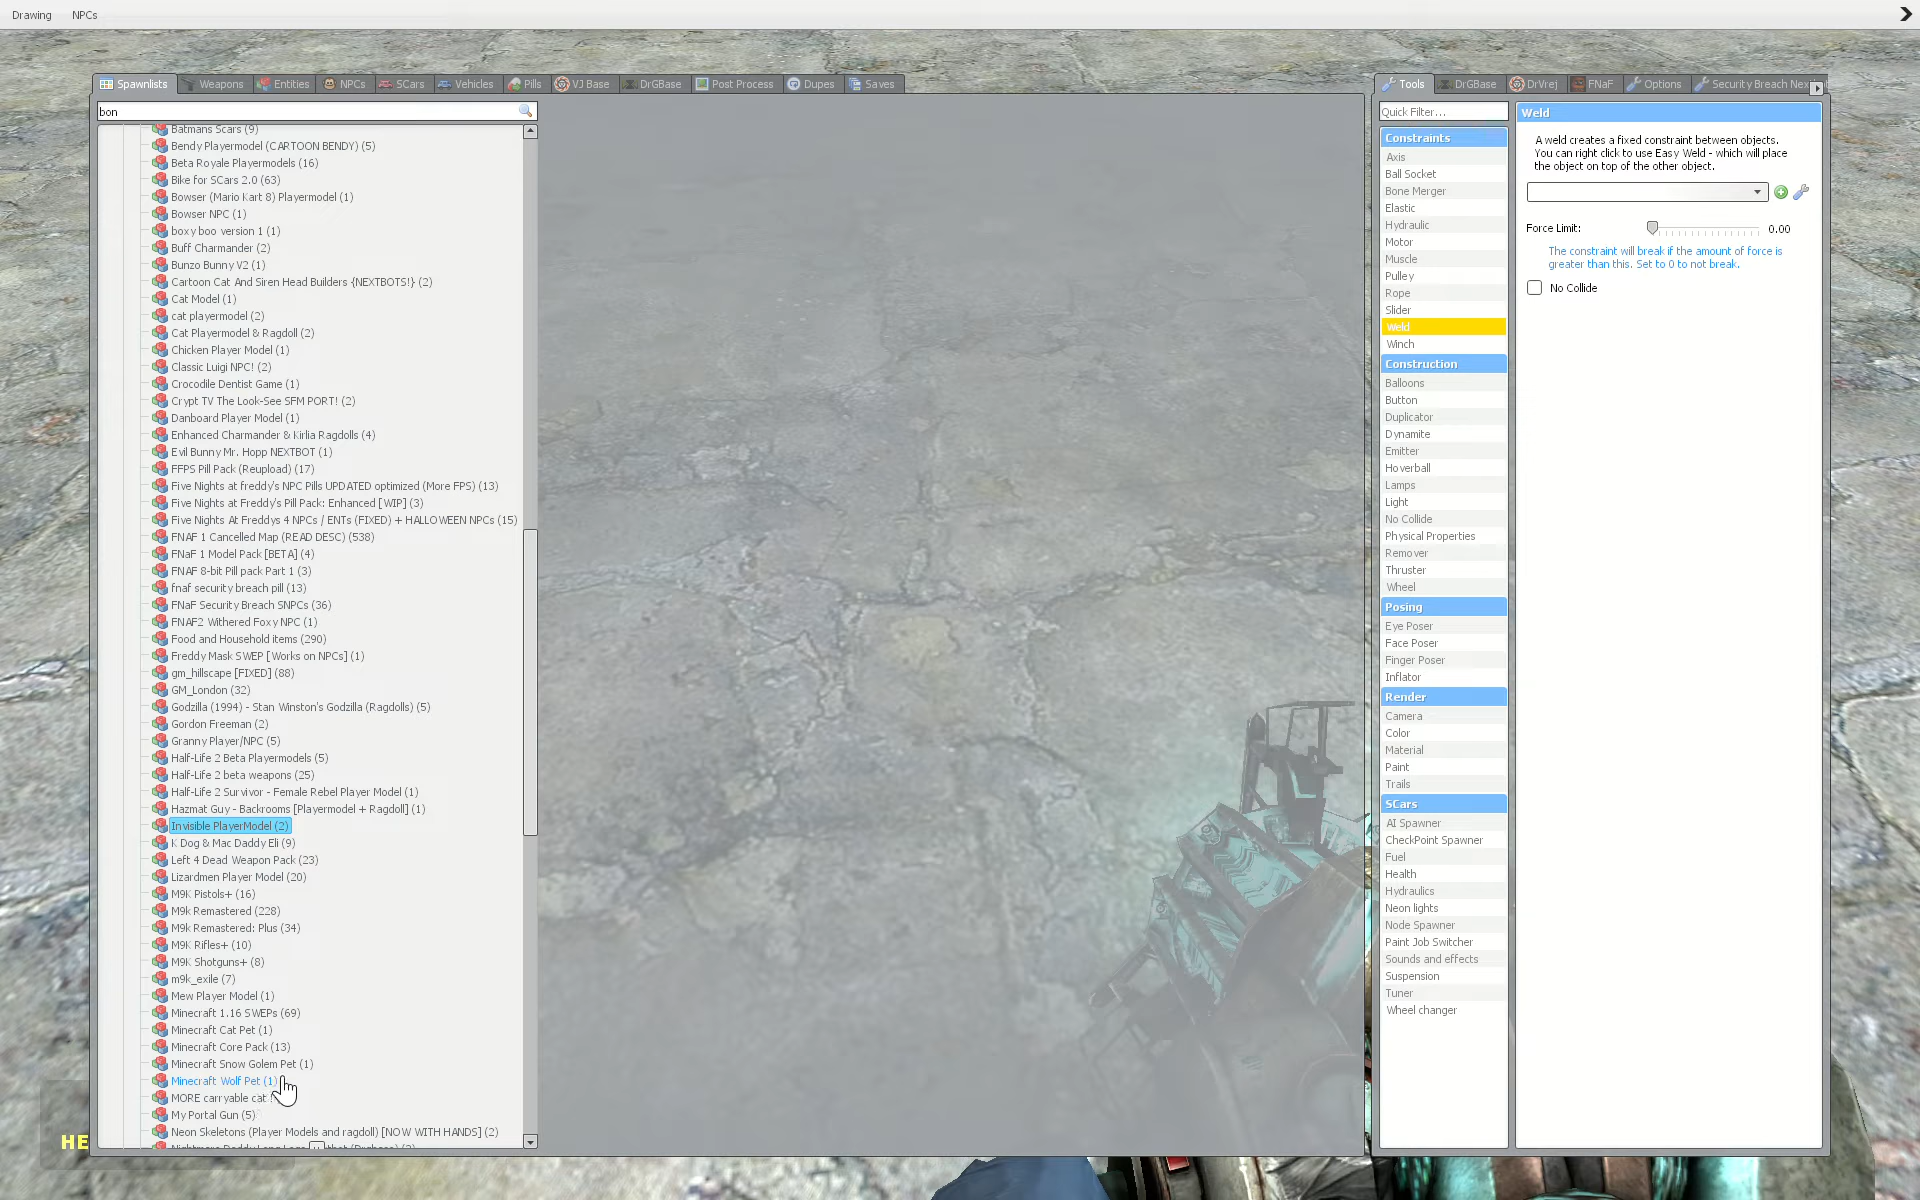 Drawing NPCs
Spawnlists Weapons Entities NPCs SCars Vehicles Pills VJ Base DrGBase Post Process Dupes Saves
bon
Batmans Scars (9)
Bendy Playermodel (CARTOON BENDY) (5)
Beta Royale Playermodels (16)
Bike for SCars 2.0 (63)
Bowser (Mario Kart 8) Playermodel (1)
Bowser NPC (1)
boxy boo version 1 (1)
Buff Charmander (2)
Bunzo Bunny V2 (1)
Cartoon Cat And Siren Head Builders {NEXTBOTS!} (2)
Cat Model (1)
cat playermodel (2)
Cat Playermodel & Ragdoll (2)
Chicken Player Model (1)
Classic Luigi NPC! (2)
Crocodile Dentist Game (1)
Crypt TV The Look-See SFM PORT! (2)
Danboard Player Model (1)
Enhanced Charmander & Kirlia Ragdolls (4)
Evil Bunny Mr. Hopp NEXTBOT (1)
FFPS Pill Pack (Reupload) (17)
Five Nights at freddy's NPC Pills UPDATED optimized (More FPS) (13)
Five Nights at Freddy's Pill Pack: Enhanced [WIP] (3)
Five Nights At Freddys 4 NPCs / ENTs (FIXED) + HALLOWEEN NPCs (15)
FNAF 1 Cancelled Map (READ DESC) (538)
FNaF 1 Model Pack [BETA] (4)
FNAF 8-bit Pill pack Part 1 (3)
fnaf security breach pill (13)
FNaF Security Breach SNPCs (36)
FNAF2 Withered Foxy NPC (1)
Food and Household items (290)
Freddy Mask SWEP [Works on NPCs] (1)
gm_hillscape [FIXED] (88)
GM_London (32)
Godzilla (1994) - Stan Winston's Godzilla (Ragdolls) (5)
Gordon Freeman (2)
Granny Player/NPC (5)
Half-Life 2 Beta Playermodels (5)
Half-Life 2 beta weapons (25)
Half-Life 2 Survivor - Female Rebel Player Model (1)
Hazmat Guy - Backrooms [Playermodel + Ragdoll] (1)
Invisible PlayerModel (2)
K Dog & Mac Daddy Eli (9)
Left 4 Dead Weapon Pack (23)
Lizardmen Player Model (20)
M9K Pistols+ (16)
M9k Remastered (228)
M9k Remastered: Plus (34)
M9K Rifles+ (10)
M9K Shotguns+ (8)
m9k_exile (7)
Mew Player Model (1)
Minecraft 1.16 SWEPs (69)
Minecraft Cat Pet (1)
Minecraft Core Pack (13)
Minecraft Snow Golem Pet (1)
Minecraft Wolf Pet (1)
MORE carryable cat
My Portal Gun (5)
Neon Skeletons (Player Models and ragdoll) [NOW WITH HANDS] (2)
HE
Tools DrGBase DrVrej FNaF Options Security Breach
Quick Filter...
Constraints
Axis
Ball Socket
Bone Merger
Elastic
Hydraulic
Motor
Muscle
Pulley
Rope
Slider
Weld
Winch
Construction
Balloons
Button
Duplicator
Dynamite
Emitter
Hoverball
Lamps
Light
No Collide
Physical Properties
Remover
Thruster
Wheel
Posing
Eye Poser
Face Poser
Finger Poser
Inflator
Render
Camera
Color
Material
Paint
Trails
SCars
AI Spawner
CheckPoint Spawner
Fuel
Health
Hydraulics
Neon lights
Node Spawner
Paint Job Switcher
Sounds and effects
Suspension
Tuner
Wheel changer
Weld
A weld creates a fixed constraint between objects.
You can right click to use Easy Weld - which will place
the object on top of the other object.
Force Limit: 0.00
The constraint will break if the amount of force is
greater than this. Set to 0 to not break.
No Collide